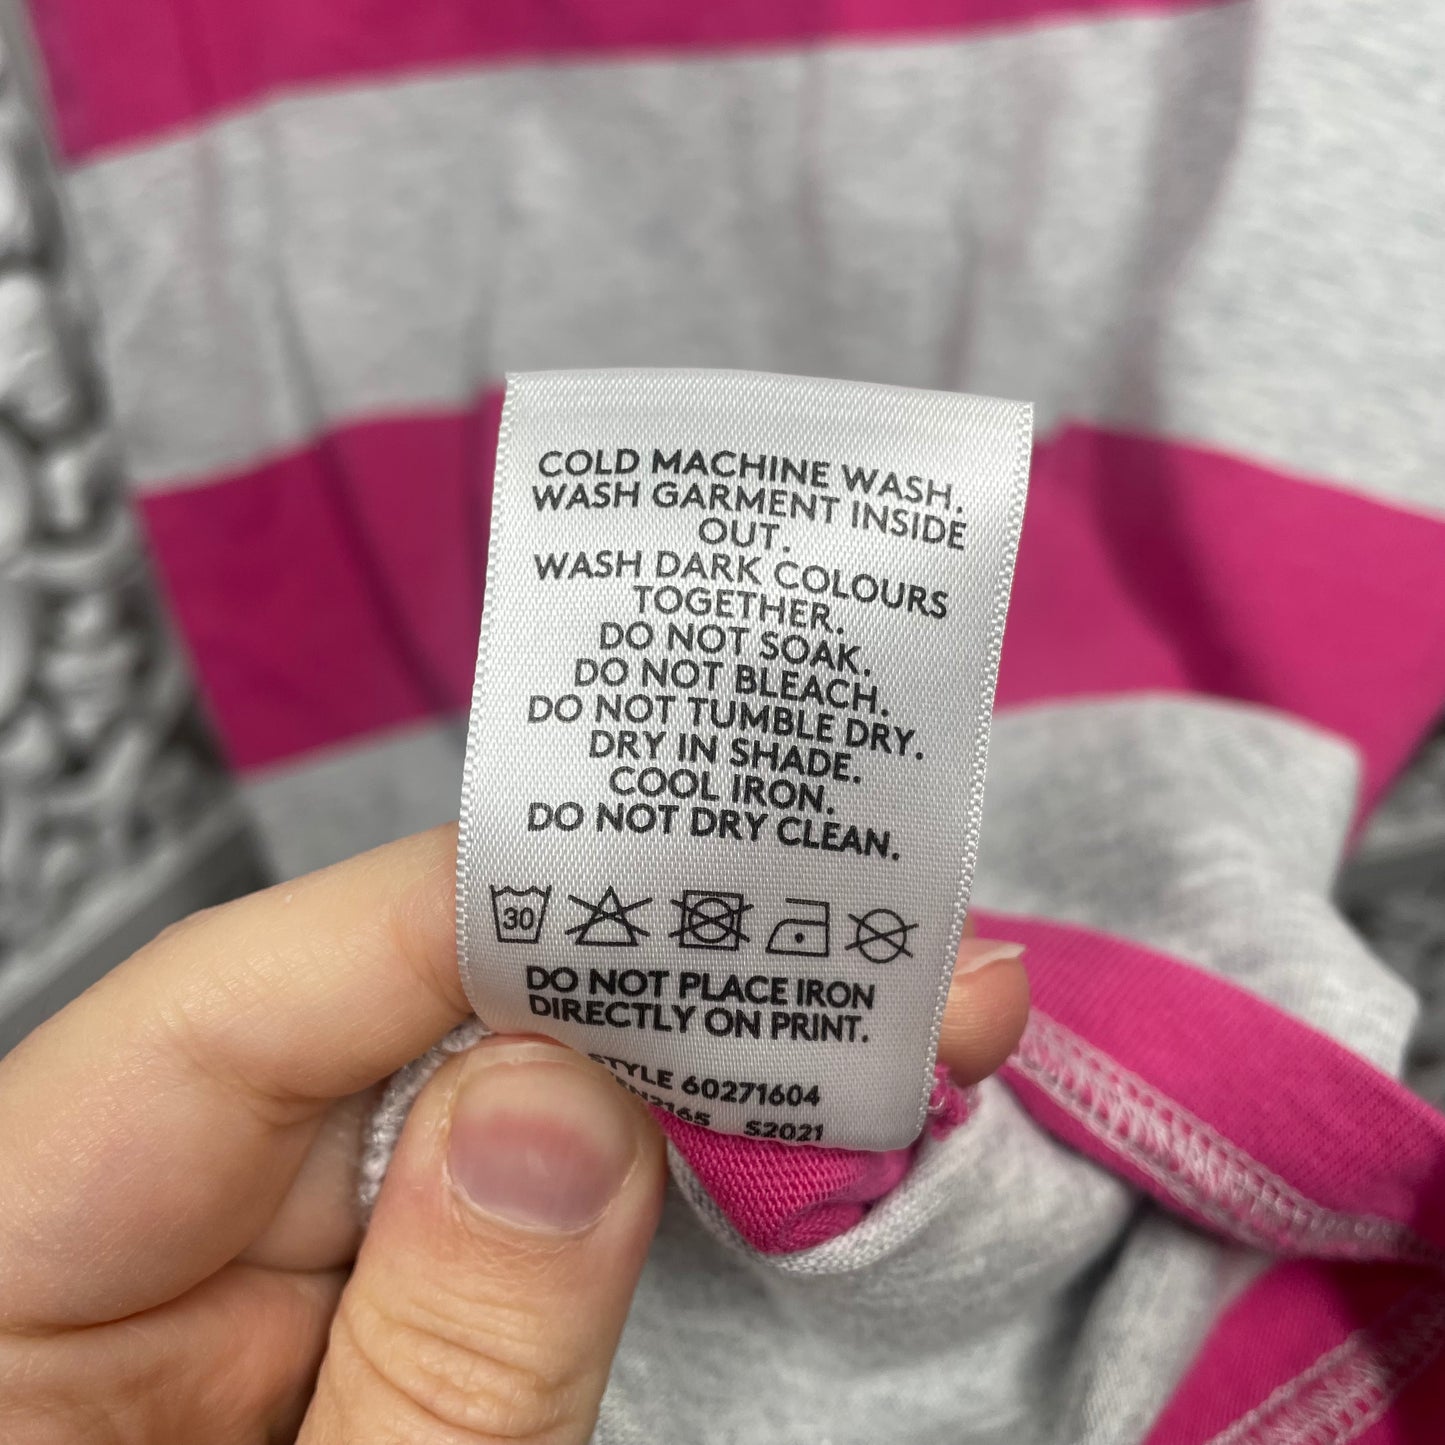 COLD MACHINE WASH.
WASH GARMENT INSIDE
OUT.
WASH DARK COLOURS
TOGETHER.
DO NOT SOAK.
DO NOT BLEACH.
DO NOT TUMBLE DRY.
DRY IN SHADE.
COOL IRON.
DO NOT DRY CLEAN.
30
DO NOT PLACE IRON
DIRECTLY ON PRINT.
STYLE 60271604
S2021